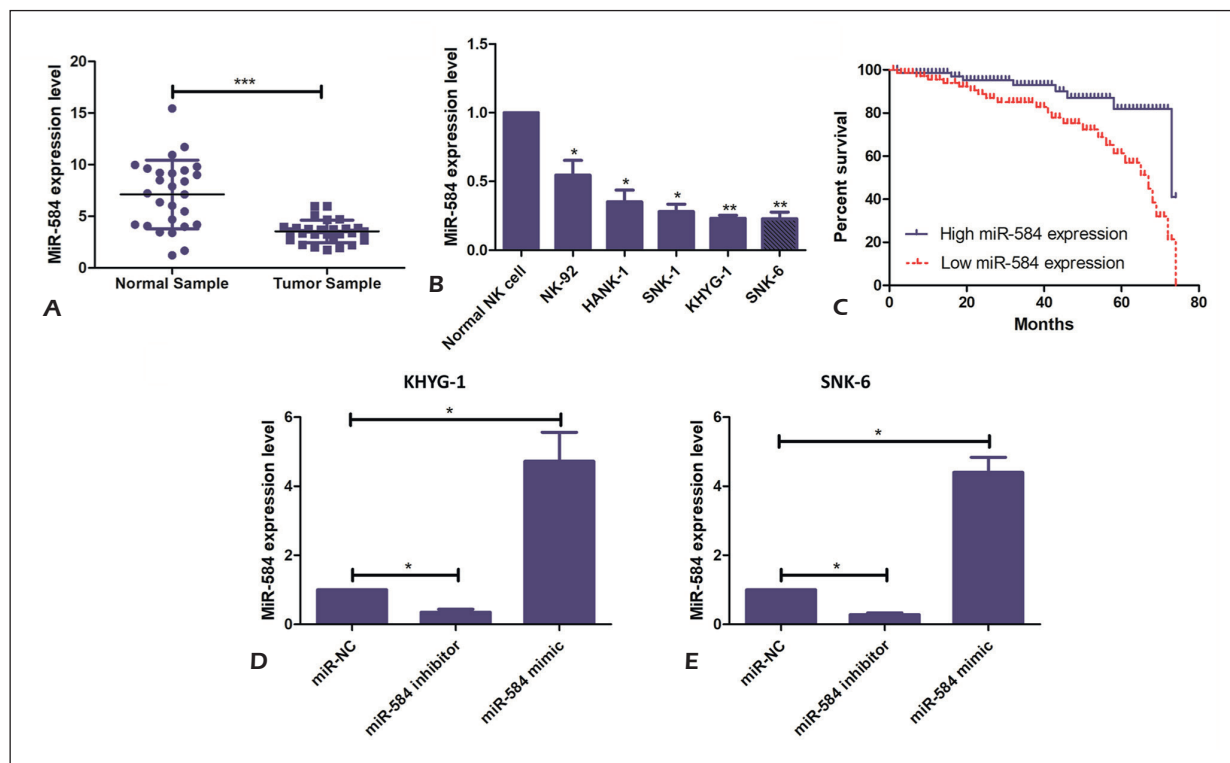 MiR-584 expression level
20
15
10
5
0
***
Normal Sample
Tumor Sample
A
MiR-584 expression level
1.5
1.0
0.5
0.0
*
*
*
**
**
Normal NK cell
NK-92
HANK-1
SNK-1
KHYG-1
SNK-6
B
Percent survival
100
80
60
40
20
0
High miR-584 expression
Low miR-584 expression
0
20
40
60
80
Months
C
KHYG-1
MiR-584 expression level
6
4
2
0
*
*
miR-NC
miR-584 inhibitor
miR-584 mimic
D
SNK-6
MiR-584 expression level
6
4
2
0
*
*
miR-NC
miR-584 inhibitor
miR-584 mimic
E